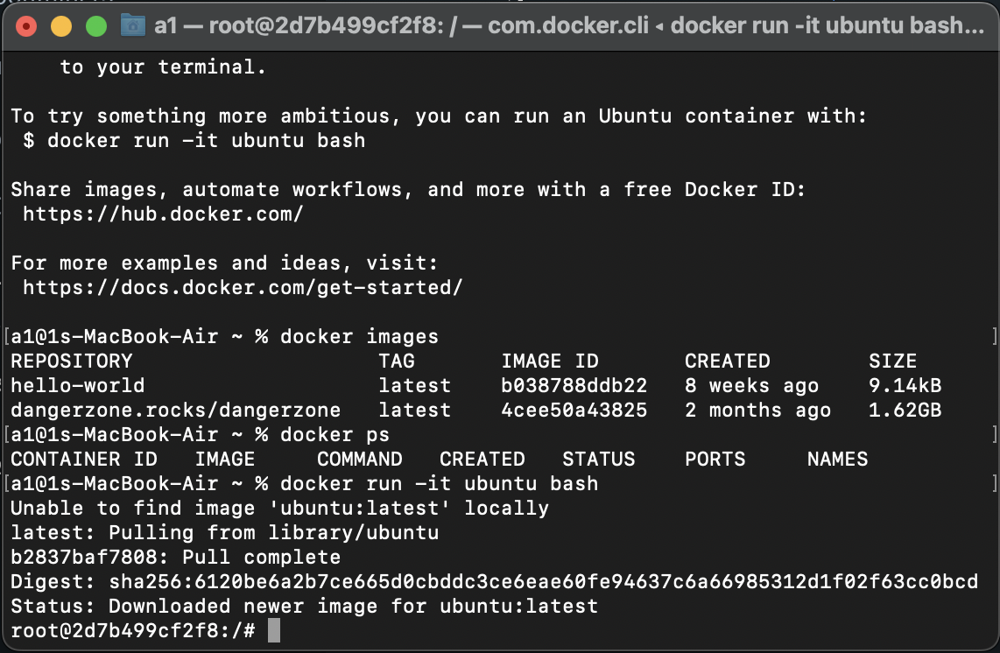 a1 — root@2d7b499cf2f8: / — com.docker.cli ◂ docker run -it ubuntu bash...
    to your terminal.

To try something more ambitious, you can run an Ubuntu container with:
 $ docker run -it ubuntu bash

Share images, automate workflows, and more with a free Docker ID:
 https://hub.docker.com/

For more examples and ideas, visit:
 https://docs.docker.com/get-started/

[a1@1s-MacBook-Air ~ % docker images ]
REPOSITORY                    TAG       IMAGE ID       CREATED        SIZE
hello-world                   latest    b038788ddb22   8 weeks ago    9.14kB
dangerzone.rocks/dangerzone   latest    4cee50a43825   2 months ago   1.62GB
[a1@1s-MacBook-Air ~ % docker ps ]
CONTAINER ID   IMAGE     COMMAND   CREATED   STATUS    PORTS     NAMES
[a1@1s-MacBook-Air ~ % docker run -it ubuntu bash ]
Unable to find image 'ubuntu:latest' locally
latest: Pulling from library/ubuntu
b2837baf7808: Pull complete
Digest: sha256:6120be6a2b7ce665d0cbddc3ce6eae60fe94637c6a66985312d1f02f63cc0bcd
Status: Downloaded newer image for ubuntu:latest
root@2d7b499cf2f8:/#